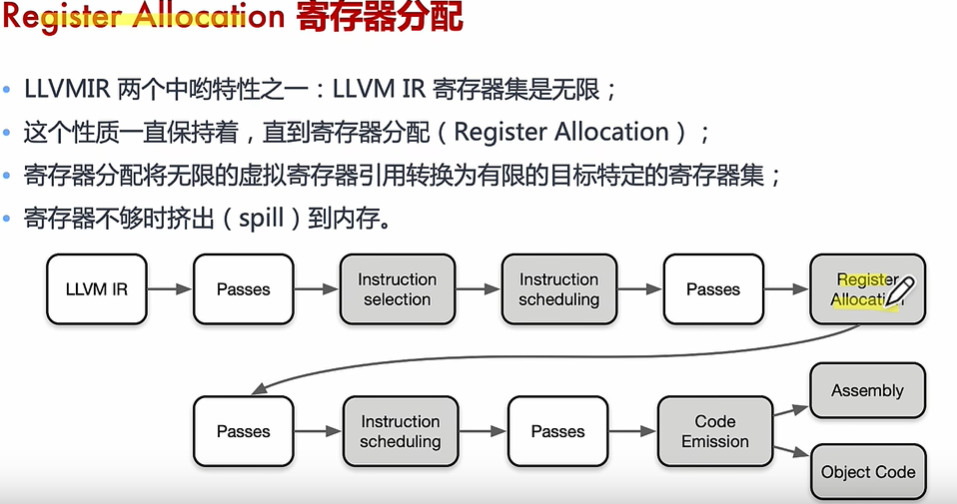 Register Allocation 寄存器分配
LLVMIR 两个中哟特性之一：LLVM IR 寄存器集是无限；
这个性质一直保持着，直到寄存器分配（Register Allocation）；
寄存器分配将无限的虚拟寄存器引用转换为有限的目标特定的寄存器集；
寄存器不够时挤出（spill）到内存。
LLVM IR
Passes
Instruction
selection
Instruction
scheduling
Passes
Register
Allocation
Passes
Instruction
scheduling
Passes
Code
Emission
Assembly
Object Code